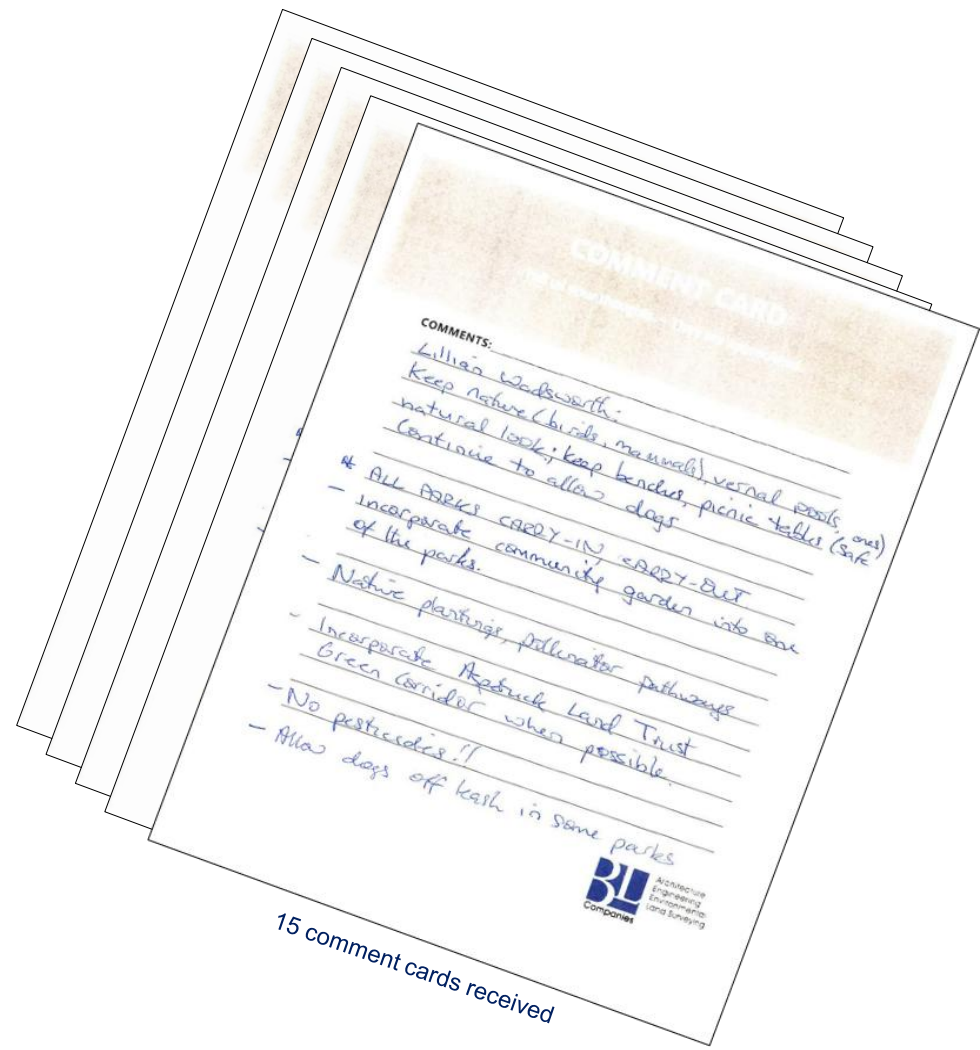 COMMENT CARD
COMMENTS:
Lillian Wadsworth:
Keep nature (birds, mammals), vernal pools,
natural look; keep benches, picnic tables (safe ones)
Continue to allow dogs
* ALL PARKS CARRY-IN, CARRY-OUT
- Incorporate community garden into one
of the parks.
- Native plantings, pollinator pathways
- Incorporate Aspetuck Land Trust
Green Corridor when possible.
- No pesticides!!
- Allow dogs off leash in some parks
BL
Companies
Architecture
Engineering
Environmental
Land Surveying
15 comment cards received